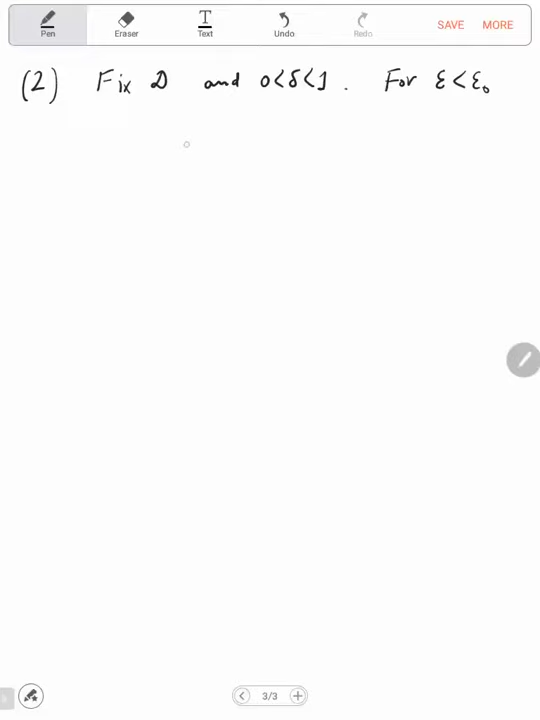 Pen Eraser Text Undo Redo SAVE MORE
(2) Fix D and 0<δ<1. For ε<ε₀
3/3